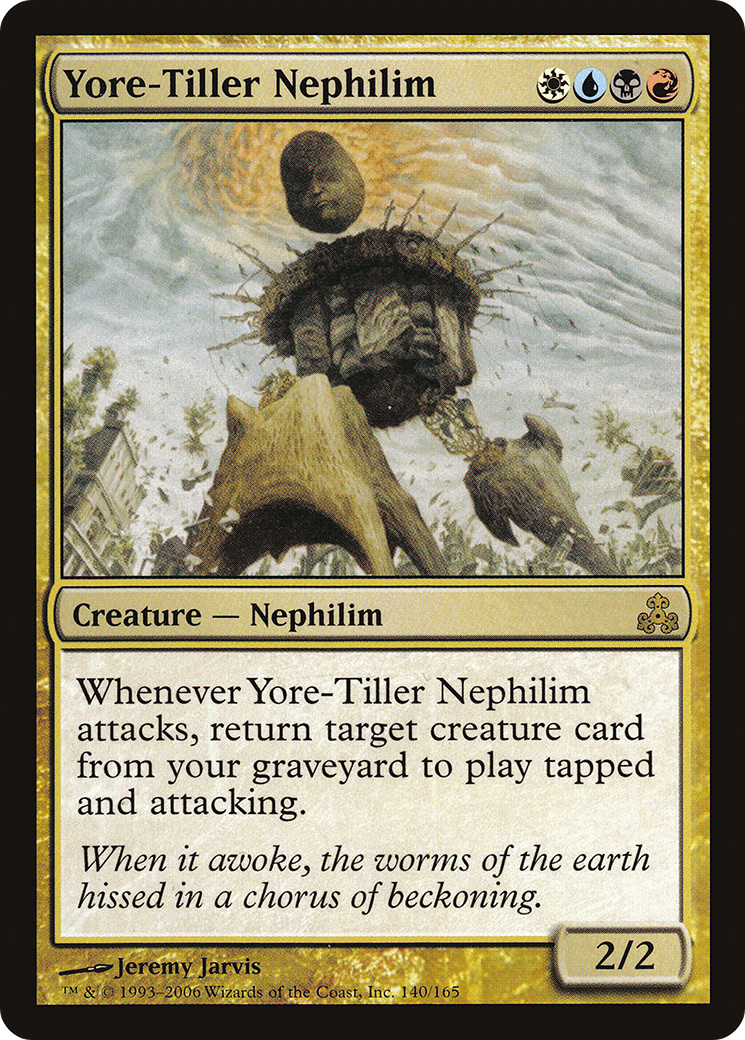 Yore-Tiller Nephilim
Creature — Nephilim
Whenever Yore-Tiller Nephilim
attacks, return target creature card
from your graveyard to play tapped
and attacking.
When it awoke, the worms of the earth
hissed in a chorus of beckoning.
2/2
Jeremy Jarvis
™ & © 1993–2006 Wizards of the Coast, Inc. 140/165